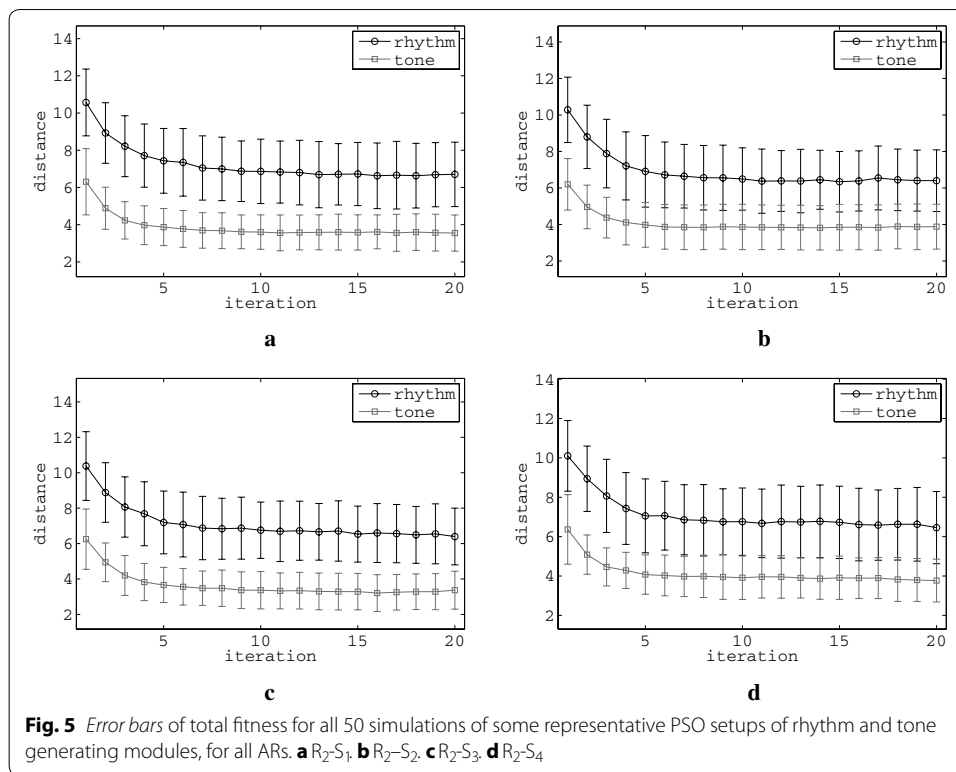 14
12
10
8
6
4
2
distance
rhythm
tone
5
10
15
20
iteration
a
14
12
10
8
6
4
2
distance
rhythm
tone
5
10
15
20
iteration
b
14
12
10
8
6
4
2
distance
rhythm
tone
5
10
15
20
iteration
c
14
12
10
8
6
4
2
distance
rhythm
tone
5
10
15
20
iteration
d
Fig. 5 Error bars of total fitness for all 50 simulations of some representative PSO setups of rhythm and tone
generating modules, for all ARs. a R₂-S₁. b R₂–S₂. c R₂-S₃. d R₂-S₄